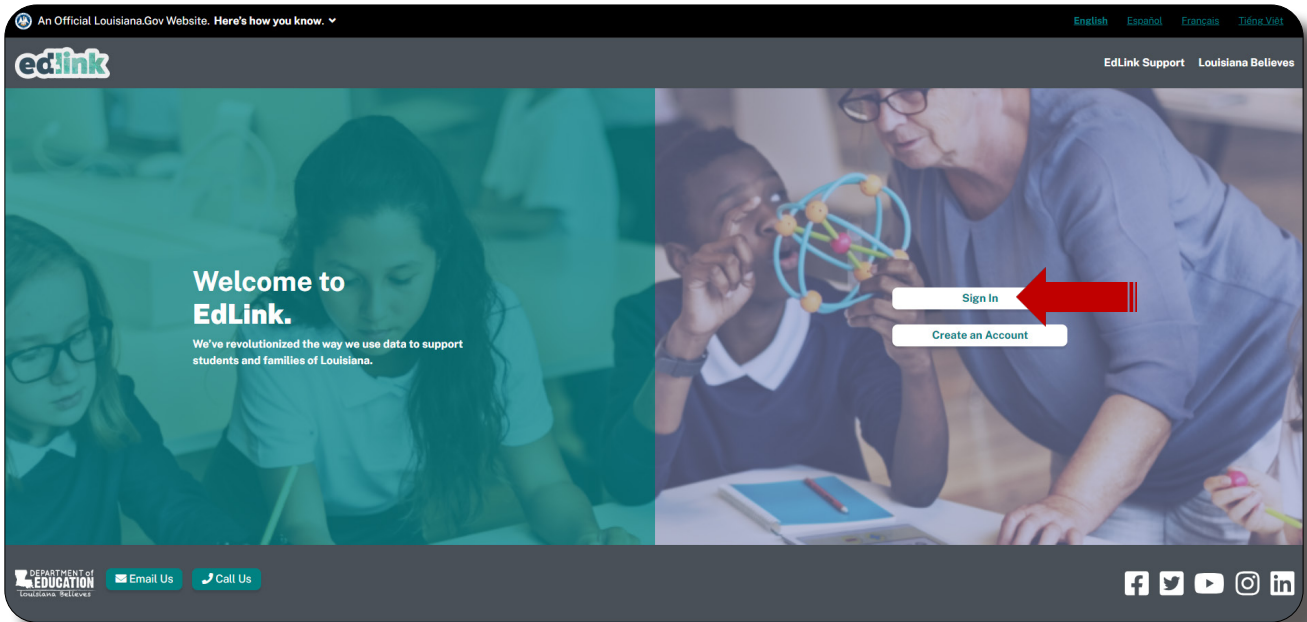 An Official Louisiana.Gov Website. Here's how you know.
English Español Français Tiếng Việt
edlink
EdLink Support Louisiana Believes
Welcome to
EdLink.
We've revolutionized the way we use data to support
students and families of Louisiana.
Sign In
Create an Account
DEPARTMENT of
EDUCATION
Louisiana Believes
Email Us
Call Us